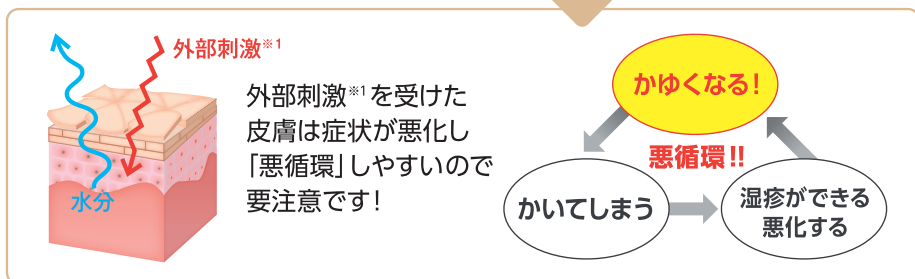 外部刺激※1
水分
外部刺激※1を受けた
皮膚は症状が悪化し
「悪循環」しやすいので
要注意です!
かゆくなる!
悪循環!!
かいてしまう
湿疹ができる
悪化する